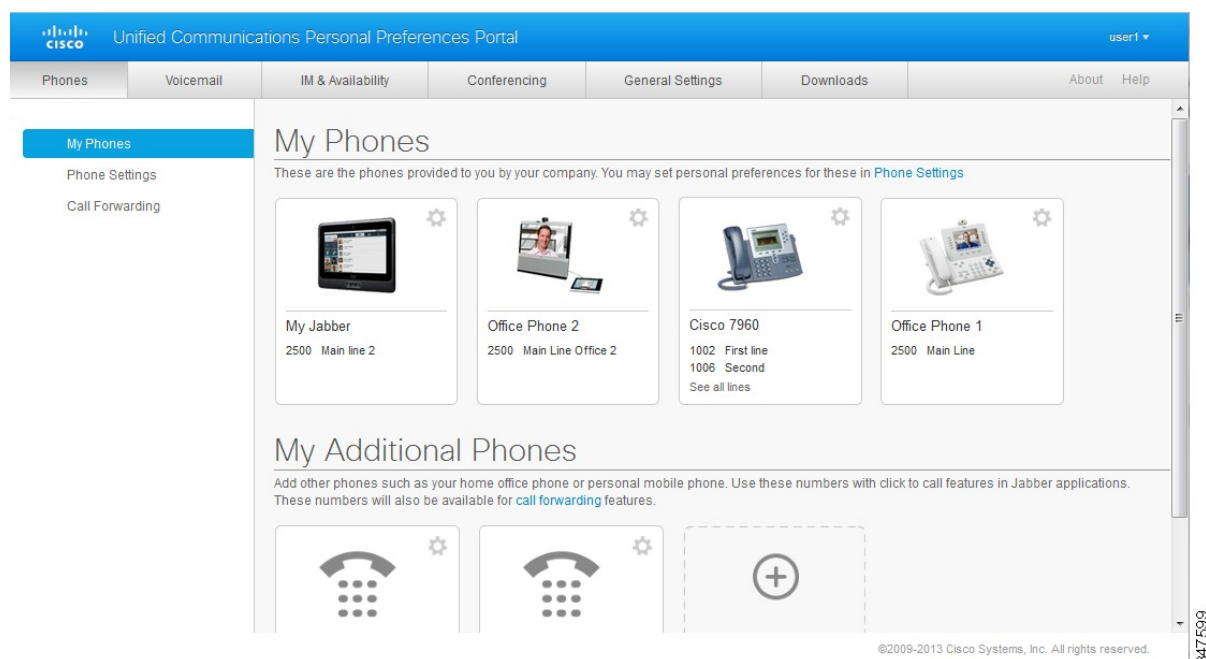 CISCO Unified Communications Personal Preferences Portal user1
Phones Voicemail IM & Availability Conferencing General Settings Downloads About Help
My Phones
Phone Settings
Call Forwarding
My Phones
These are the phones provided to you by your company. You may set personal preferences for these in Phone Settings
My Jabber
2500 Main line 2
Office Phone 2
2500 Main Line Office 2
Cisco 7960
1002 First line
1006 Second
See all lines
Office Phone 1
2500 Main Line
My Additional Phones
Add other phones such as your home office phone or personal mobile phone. Use these numbers with click to call features in Jabber applications.
These numbers will also be available for call forwarding features.
©2009-2013 Cisco Systems, Inc. All rights reserved.
347599